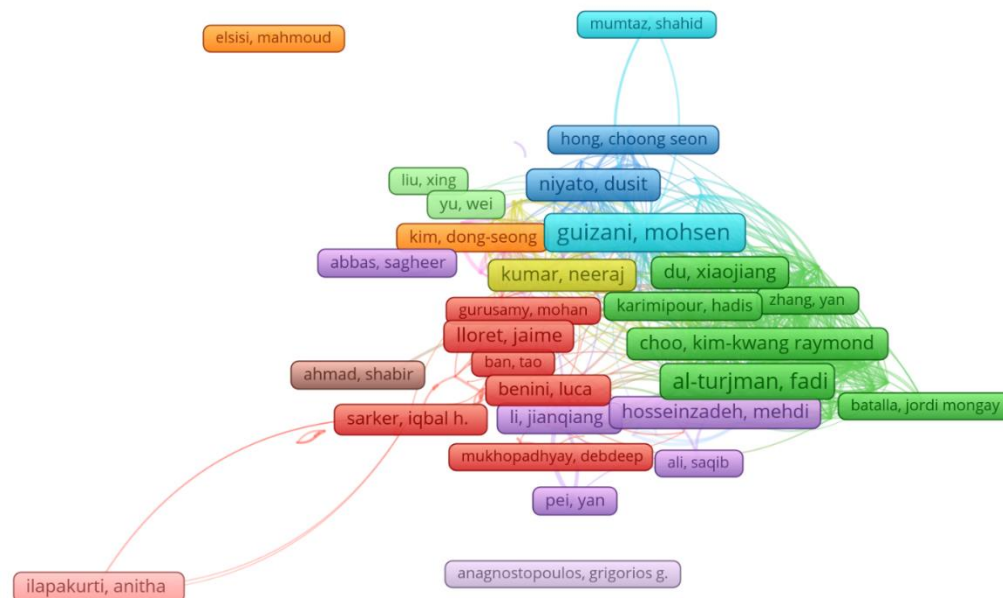 mumtaz, shahid
elsisi, mahmoud
hong, choong seon
liu, xing
niyato, dusit
yu, wei
guizani, mohsen
kim, dong-seong
abbas, sagheer
kumar, neeraj
du, xiaojiang
gurusamy, mohan
karimipour, hadis
zhang, yan
lloret, jaime
choo, kim-kwang raymond
ban, tao
ahmad, shabir
benini, luca
al-turjman, fadi
sarker, iqbal h.
li, jianqiang
hosseinzadeh, mehdi
batalla, jordi mongay
mukhopadhyay, debdeep
ali, saqib
pei, yan
anagnostopoulos, grigorios g.
ilapakurti, anitha